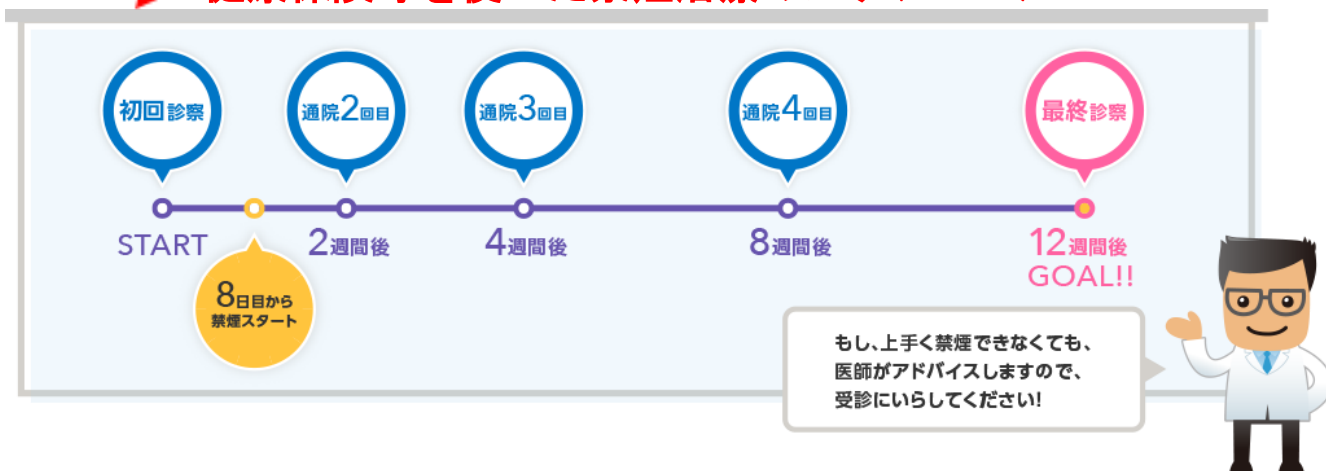 初回診察
通院2回目
通院3回目
通院4回目
最終診察
START
2週間後
4週間後
8週間後
12週間後
GOAL!!
8日目から
禁煙スタート
もし、上手く禁煙できなくても、
医師がアドバイスしますので、
受診にいらしてください!